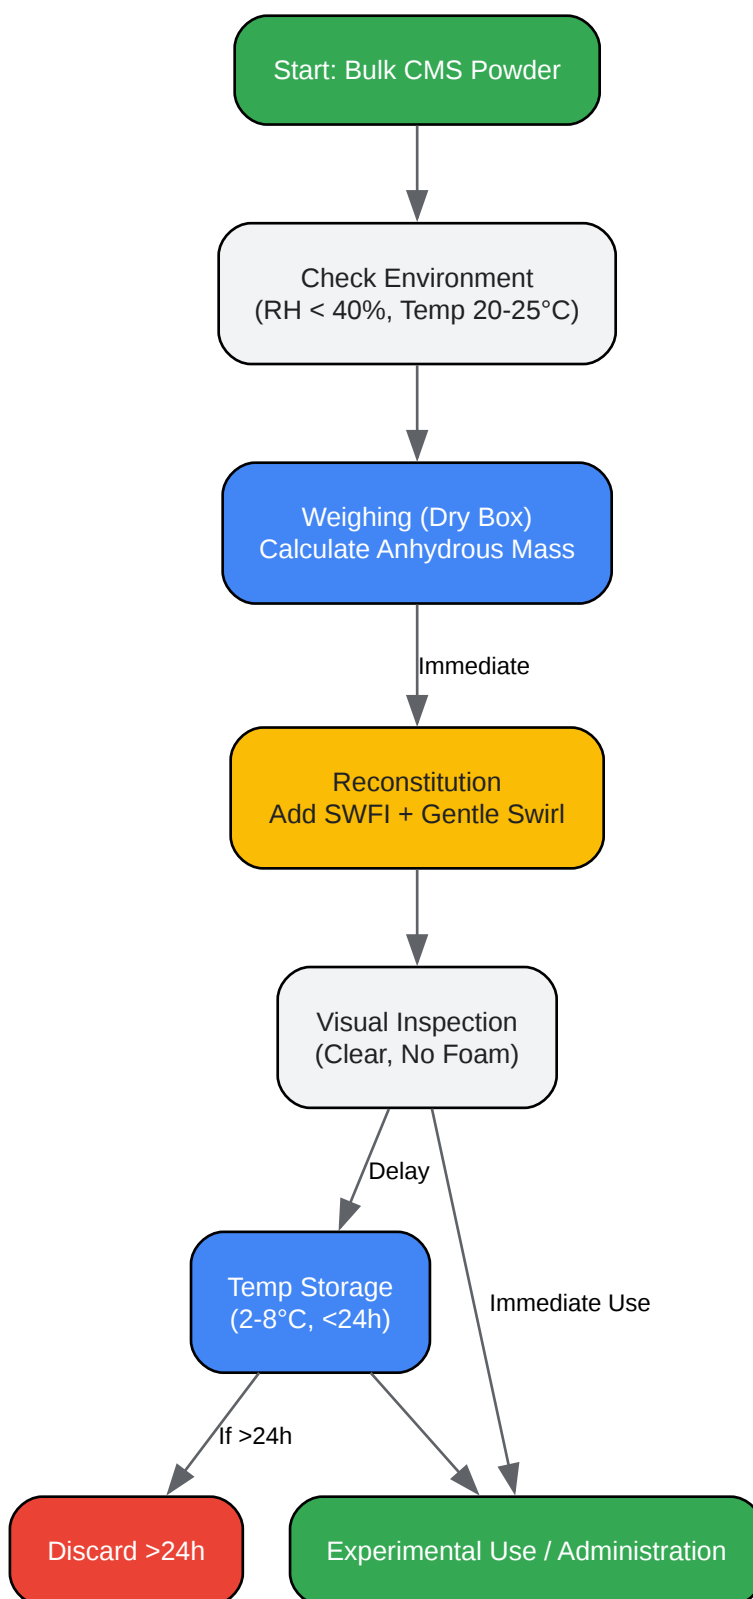 Start: Bulk CMS Powder
Check Environment
(RH < 40%, Temp 20-25°C)
Weighing (Dry Box)
Calculate Anhydrous Mass
Immediate
Reconstitution
Add SWFI + Gentle Swirl
Visual Inspection
(Clear, No Foam)
Delay
Temp Storage
(2-8°C, <24h)
Immediate Use
If >24h
Discard >24h
Experimental Use / Administration